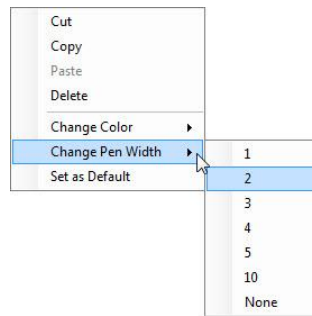 Cut
Copy
Paste
Delete
Change Color
Change Pen Width
Set as Default
1
2
3
4
5
10
None